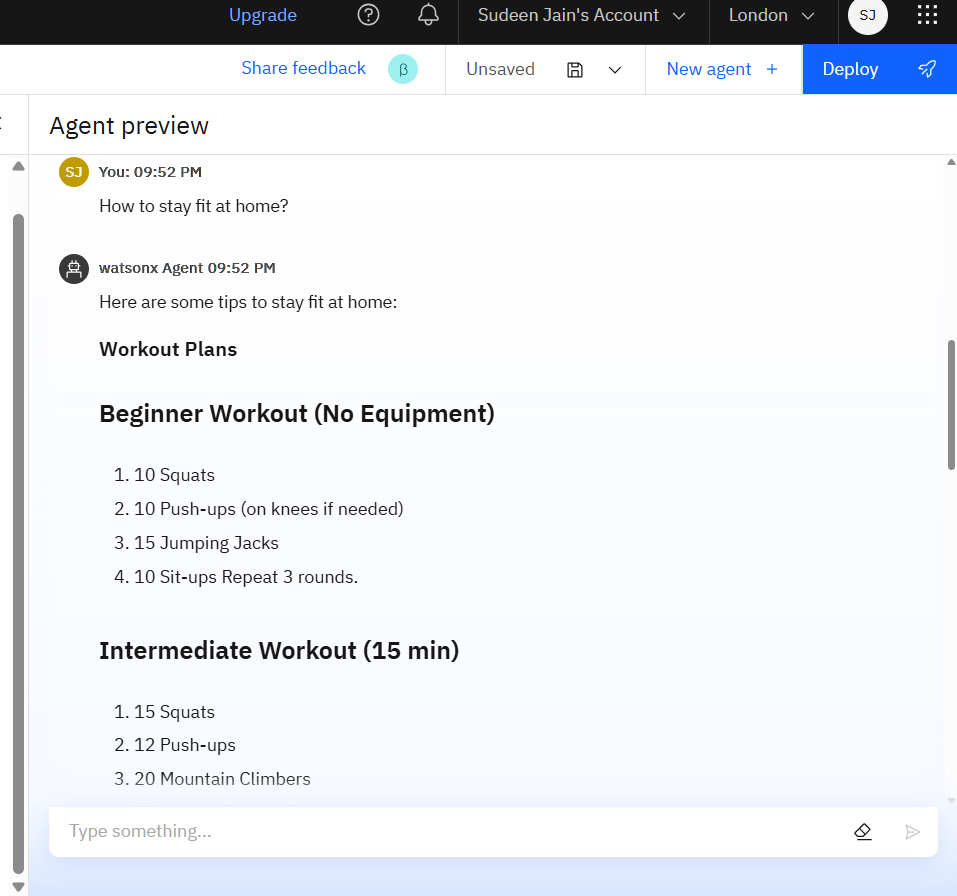 Upgrade Sudeen Jain's Account London SJ
Share feedback β Unsaved New agent + Deploy
Agent preview
SJ You: 09:52 PM
How to stay fit at home?
watsonx Agent 09:52 PM
Here are some tips to stay fit at home:
Workout Plans
Beginner Workout (No Equipment)
1. 10 Squats
2. 10 Push-ups (on knees if needed)
3. 15 Jumping Jacks
4. 10 Sit-ups Repeat 3 rounds.
Intermediate Workout (15 min)
1. 15 Squats
2. 12 Push-ups
3. 20 Mountain Climbers
Type something...